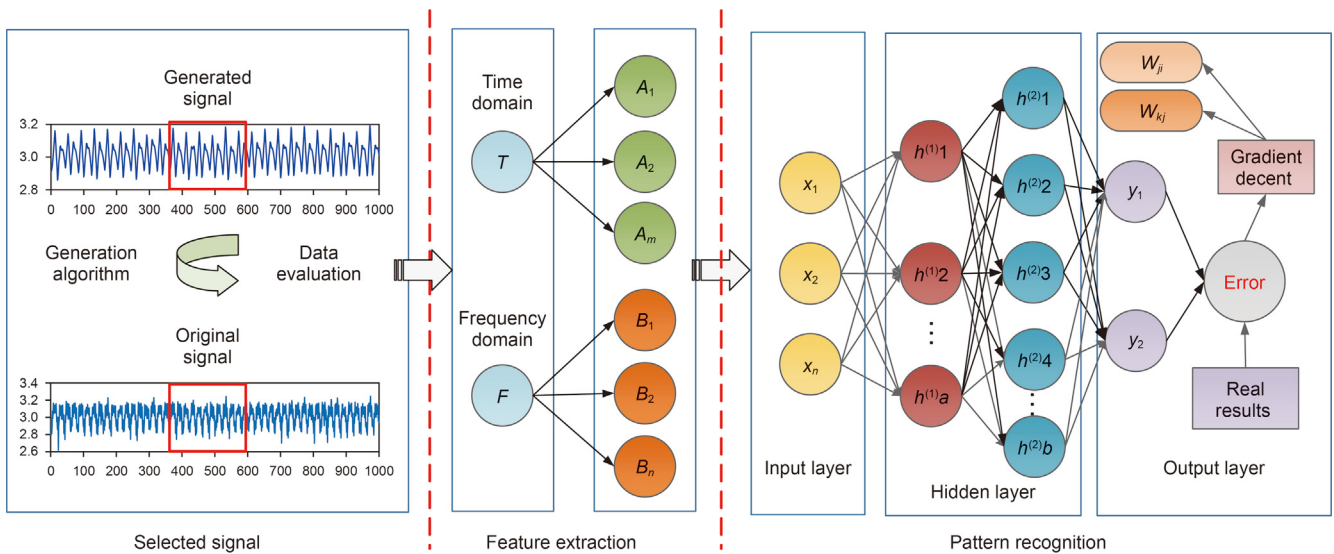 Generated
signal
3.2
3.0
2.8
0 100 200 300 400 500 600 700 800 900 1000
Generation
algorithm
Data
evaluation
Original
signal
3.4
3.2
3.0
2.8
2.6
0 100 200 300 400 500 600 700 800 900 1000
Selected signal
Time
domain
T
A1
A2
Am
Frequency
domain
F
B1
B2
Bn
Feature extraction
x1
x2
xn
Input layer
h(1)1
h(1)2
⋮
h(1)a
h(2)1
h(2)2
h(2)3
h(2)4
⋮
h(2)b
Hidden layer
Wji
Wkj
Gradient
decent
y1
y2
Error
Real
results
Output layer
Pattern recognition